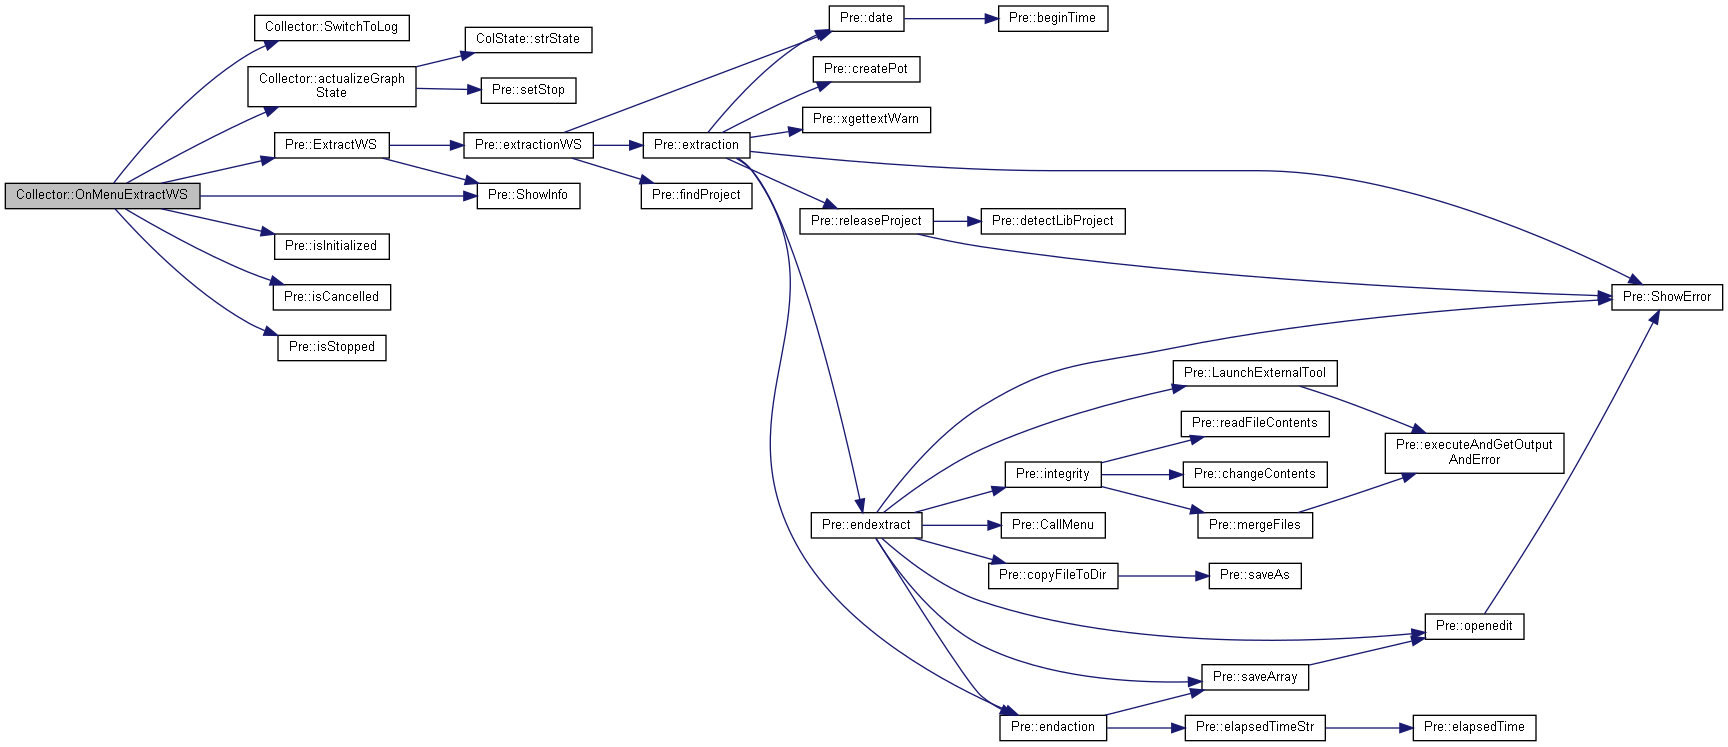 Collector::OnMenuExtractWS
Collector::SwitchToLog
Collector::actualizeGraph
State
Pre::ExtractWS
Pre::isInitialized
Pre::isCancelled
Pre::isStopped
ColState::strState
Pre::setStop
Pre::extractionWS
Pre::ShowInfo
Pre::extraction
Pre::findProject
Pre::date
Pre::createPot
Pre::xgettextWarn
Pre::releaseProject
Pre::endextract
Pre::beginTime
Pre::detectLibProject
Pre::integrity
Pre::CallMenu
Pre::copyFileToDir
Pre::endaction
Pre::LaunchExternalTool
Pre::readFileContents
Pre::changeContents
Pre::mergeFiles
Pre::saveAs
Pre::saveArray
Pre::elapsedTimeStr
Pre::executeAndGetOutput
AndError
Pre::openedit
Pre::elapsedTime
Pre::ShowError